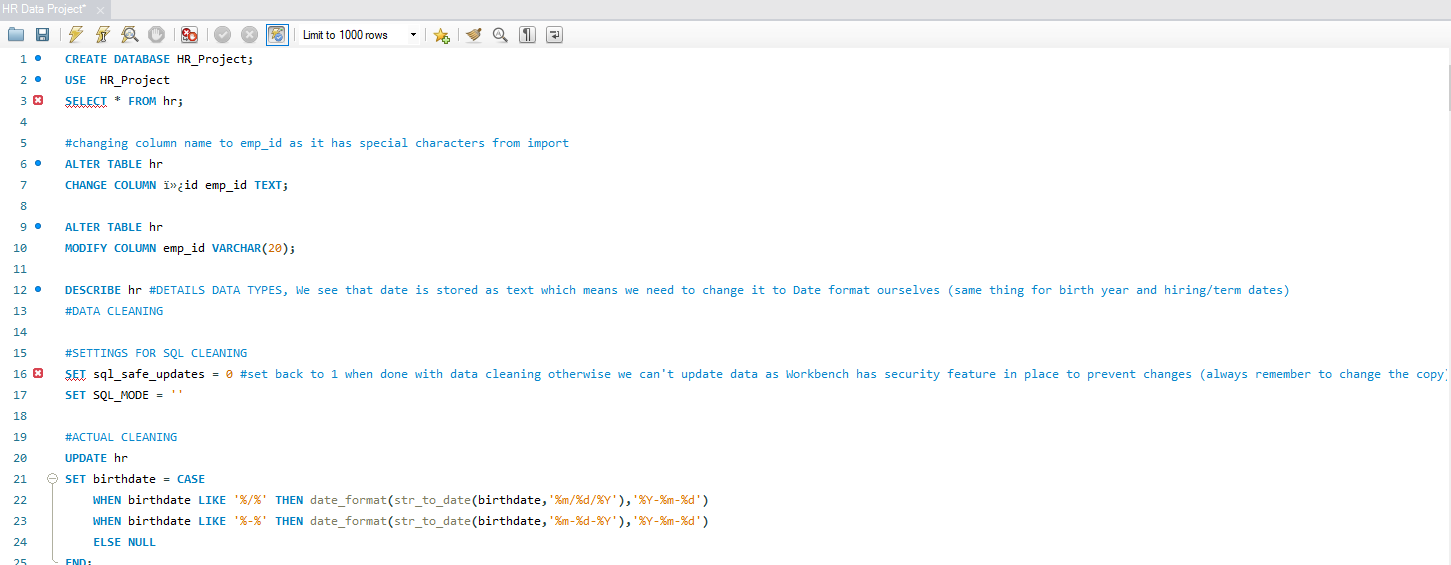 HR Data Project*
Limit to 1000 rows
1 CREATE DATABASE HR_Project;
2 USE  HR_Project
3 SELECT * FROM hr;
4
5 #changing column name to emp_id as it has special characters from import
6 ALTER TABLE hr
7 CHANGE COLUMN ï»¿id emp_id TEXT;
8
9 ALTER TABLE hr
10 MODIFY COLUMN emp_id VARCHAR(20);
11
12 DESCRIBE hr #DETAILS DATA TYPES, We see that date is stored as text which means we need to change it to Date format ourselves (same thing for birth year and hiring/term dates)
13 #DATA CLEANING
14
15 #SETTINGS FOR SQL CLEANING
16 SET sql_safe_updates = 0 #set back to 1 when done with data cleaning otherwise we can't update data as Workbench has security feature in place to prevent changes (always remember to change the copy)
17 SET SQL_MODE = ''
18
19 #ACTUAL CLEANING
20 UPDATE hr
21 SET birthdate = CASE
22 WHEN birthdate LIKE '%/%' THEN date_format(str_to_date(birthdate,'%m/%d/%Y'),'%Y-%m-%d')
23 WHEN birthdate LIKE '%-%' THEN date_format(str_to_date(birthdate,'%m-%d-%Y'),'%Y-%m-%d')
24 ELSE NULL
25 END;